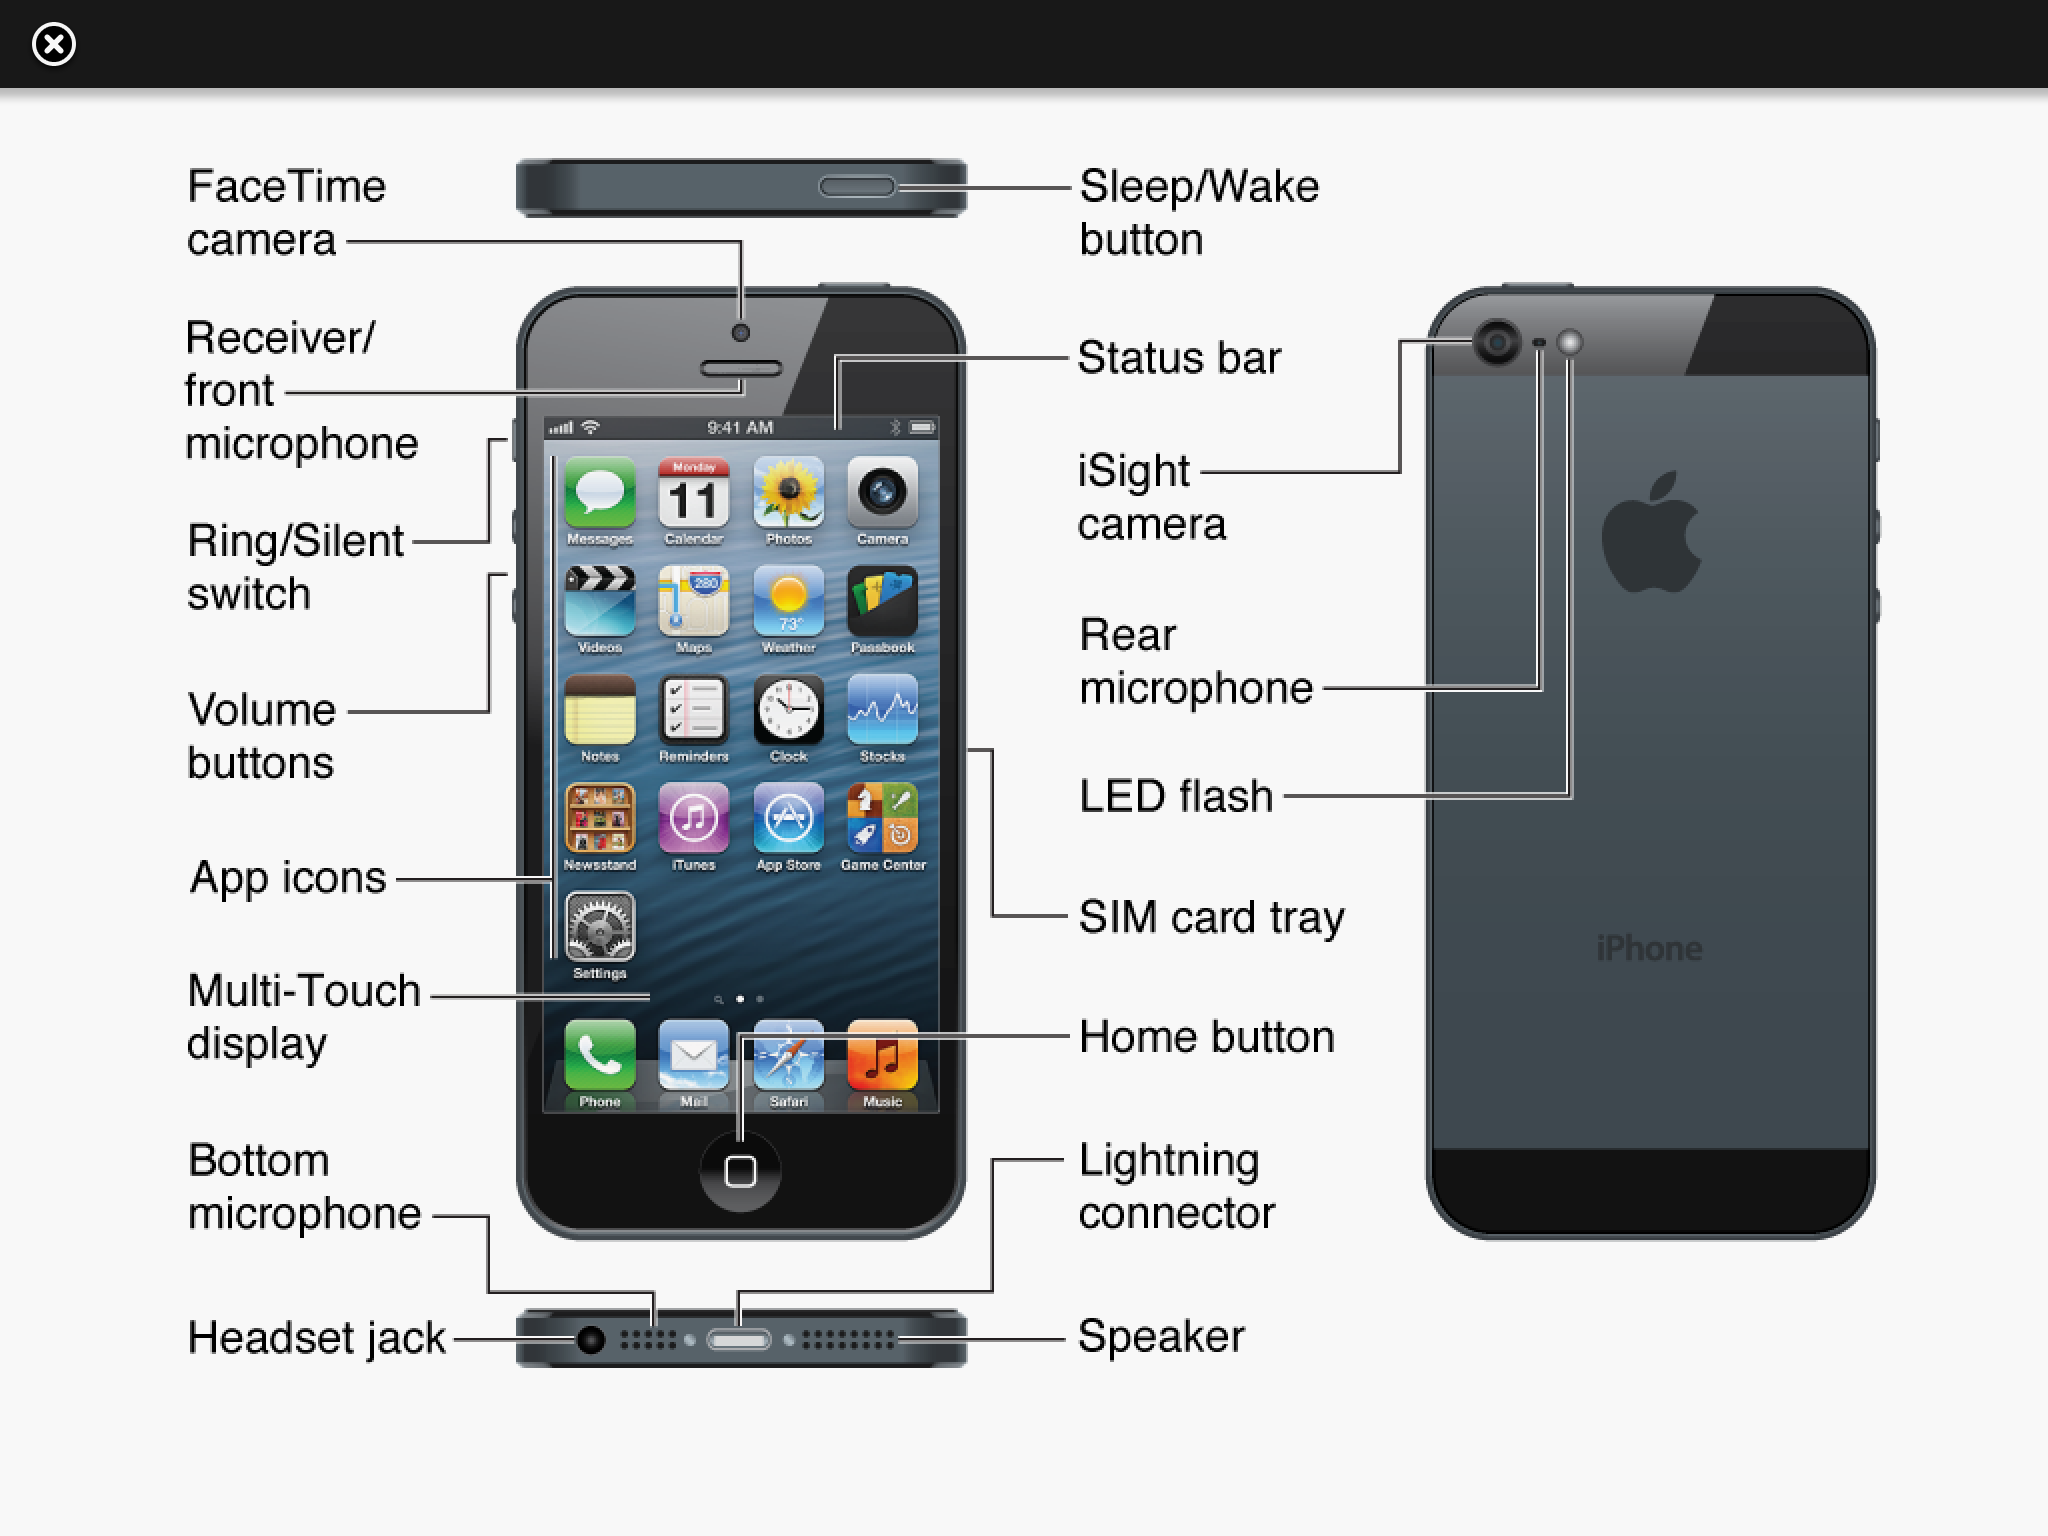 FaceTime
camera
Receiver/
front
microphone
Ring/Silent
switch
Volume
buttons
App icons
Multi-Touch
display
Bottom
microphone
Headset jack
9:41 AM
Monday
11
Messages Calendar Photos Camera
280
73°
Videos Maps Weather Passbook
Notes Reminders Clock Stocks
Newsstand iTunes App Store Game Center
Settings
Phone Mail Safari Music
Sleep/Wake
button
Status bar
iSight
camera
Rear
microphone
LED flash
SIM card tray
Home button
Lightning
connector
Speaker
iPhone